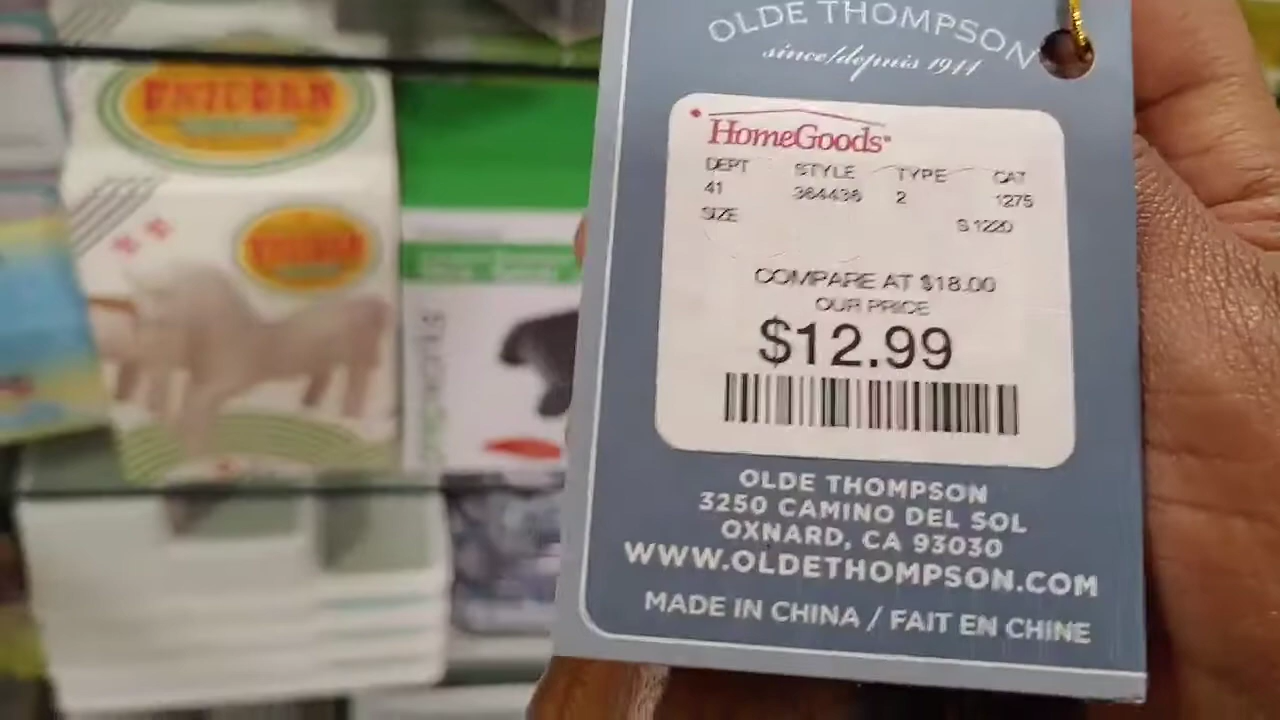 OLDE THOMPSON
since/depuis 1944
HomeGoods
DEPT STYLE TYPE CAT
41 364436 2 1275
SIZE S 1220
COMPARE AT $18.00
OUR PRICE
$12.99
OLDE THOMPSON
3250 CAMINO DEL SOL
OXNARD, CA 93030
WWW.OLDETHOMPSON.COM
MADE IN CHINA / FAIT EN CHINE
UNICORN